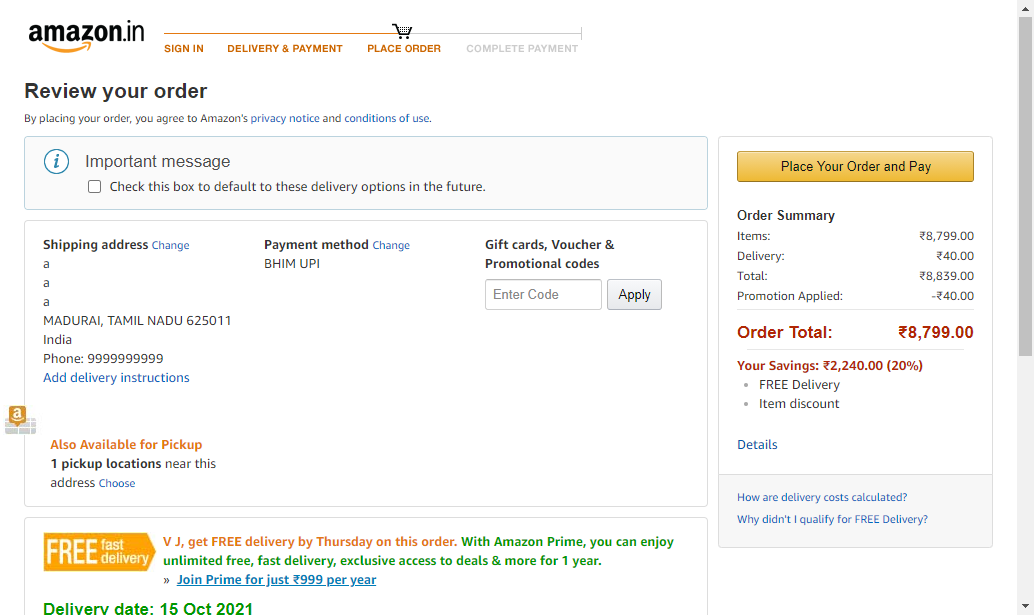 amazon.in
SIGN IN DELIVERY & PAYMENT PLACE ORDER COMPLETE PAYMENT
Review your order
By placing your order, you agree to Amazon's privacy notice and conditions of use.
i Important message
Check this box to default to these delivery options in the future.
Shipping address Change
a
a
a
MADURAI, TAMIL NADU 625011
India
Phone: 9999999999
Add delivery instructions
a
Also Available for Pickup
1 pickup locations near this
address Choose
Payment method Change
BHIM UPI
Gift cards, Voucher &
Promotional codes
Enter Code Apply
FREE fast
delivery
V J, get FREE delivery by Thursday on this order. With Amazon Prime, you can enjoy
unlimited free, fast delivery, exclusive access to deals & more for 1 year.
» Join Prime for just ₹999 per year
Delivery date: 15 Oct 2021
Place Your Order and Pay
Order Summary
Items: ₹8,799.00
Delivery: ₹40.00
Total: ₹8,839.00
Promotion Applied: -₹40.00
Order Total: ₹8,799.00
Your Savings: ₹2,240.00 (20%)
FREE Delivery
Item discount
Details
How are delivery costs calculated?
Why didn't I qualify for FREE Delivery?